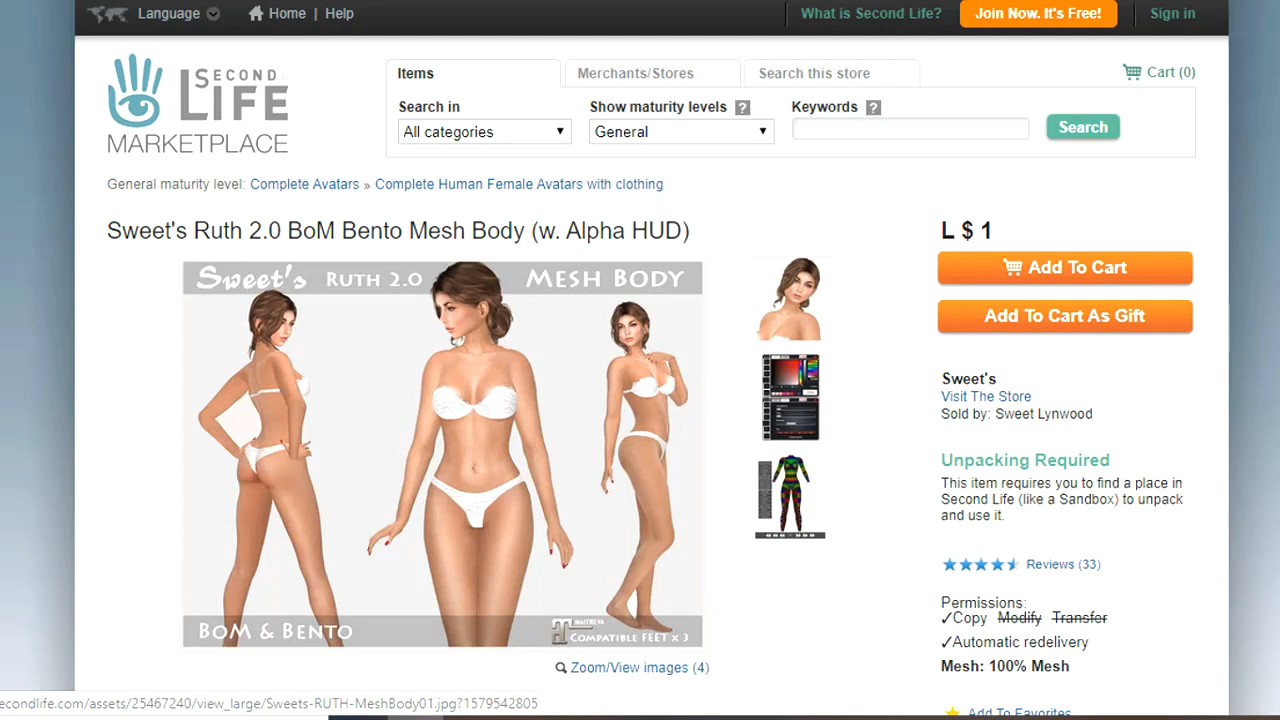 Language Home | Help What is Second Life? Join Now. It's Free! Sign in
SECOND LIFE
MARKETPLACE
Items Merchants/Stores Search this store Cart (0)
Search in Show maturity levels ? Keywords ?
All categories General Search
General maturity level: Complete Avatars » Complete Human Female Avatars with clothing
Sweet's Ruth 2.0 BoM Bento Mesh Body (w. Alpha HUD)
L $ 1
Sweet's RUTH 2.0 MESH BODY
Add To Cart
Add To Cart As Gift
Sweet's
Visit The Store
Sold by: Sweet Lynwood
Unpacking Required
This item requires you to find a place in
Second Life (like a Sandbox) to unpack
and use it.
Reviews (33)
Permissions:
✓Copy Modify Transfer
✓Automatic redelivery
Mesh: 100% Mesh
BOM & BENTO
MAITREYA
COMPATIBLE FEET x 3
Zoom/View images (4)
secondlife.com/assets/25467240/view_large/Sweets-RUTH-MeshBody01.jpg?1579542805
Add To Favorites